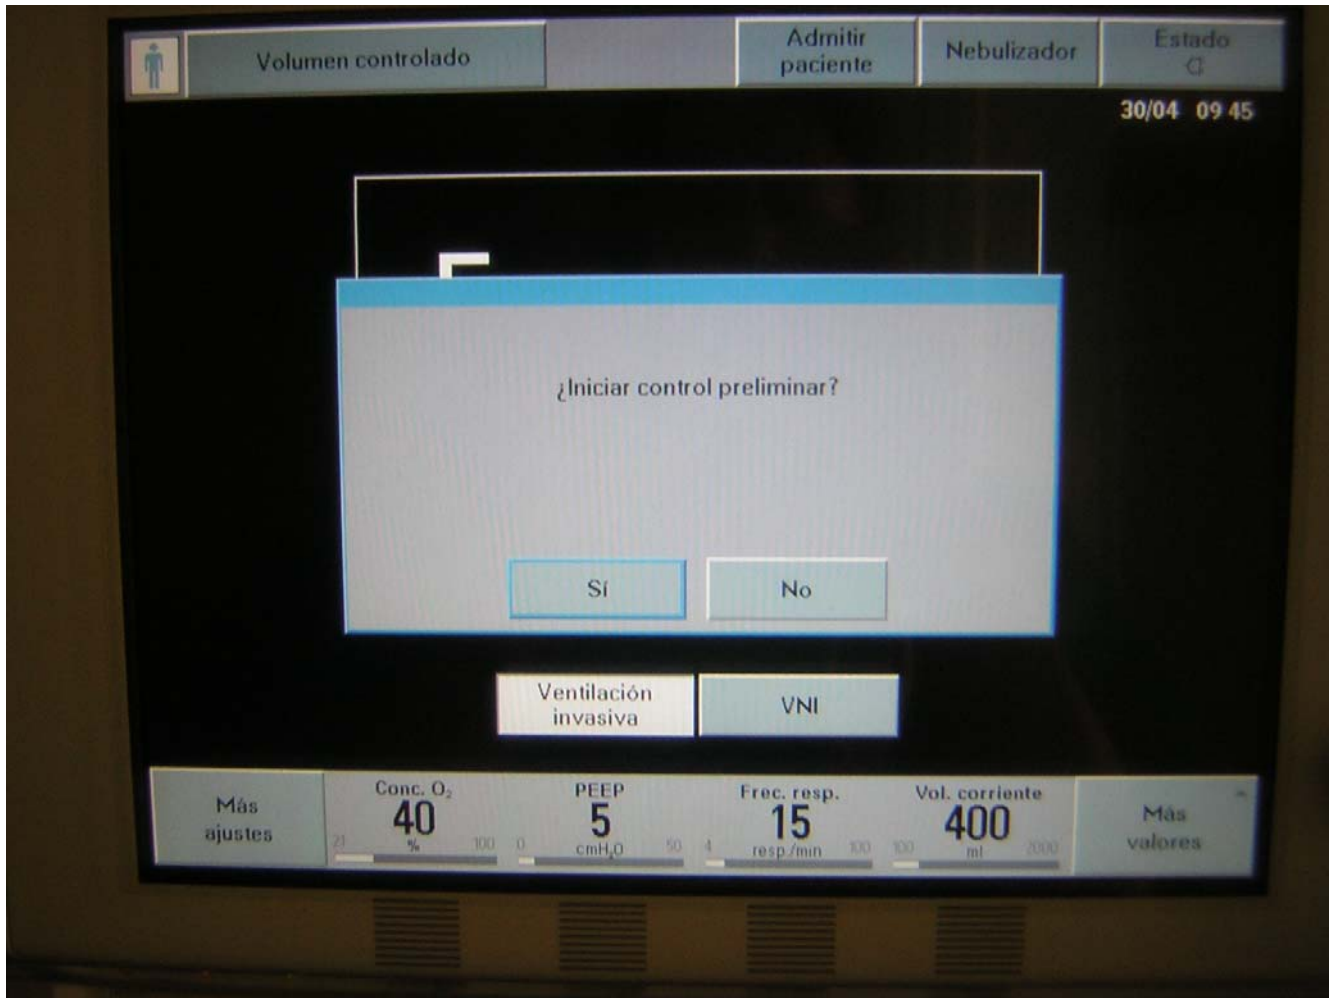 Volumen controlado
Admitir
paciente
Nebulizador
Estado
30/04 09 45
¿Iniciar control preliminar?
Sí
No
Ventilación
invasiva
VNI
Más
ajustes
Conc. O₂
40
21 % 100
PEEP
5
0 cmH₂O 50
Frec. resp.
15
4 resp./min 100
Vol. corriente
400
100 ml 2000
Más
valores